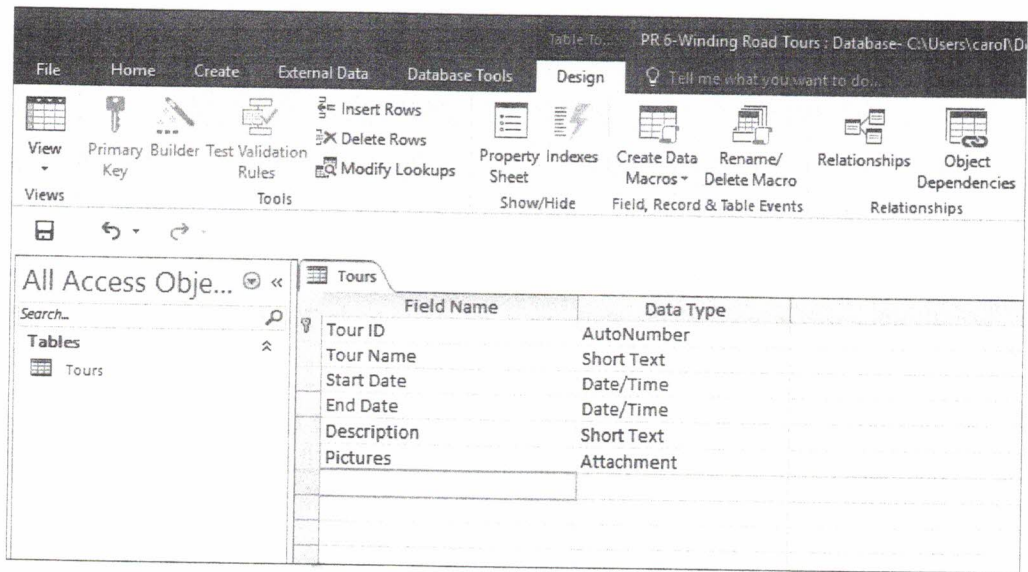 Table To... PR 6-Winding Road Tours : Database- C:\Users\carol\D
File Home Create External Data Database Tools Design Tell me what you want to do...
View Primary Key Builder Test Validation Rules Insert Rows Delete Rows Modify Lookups Property Sheet Indexes Create Data Macros Rename/ Delete Macro Relationships Object Dependencies
Views Tools Show/Hide Field, Record & Table Events Relationships
All Access Obje... Tours
Search...
Tables
Tours
Field Name Data Type
Tour ID AutoNumber
Tour Name Short Text
Start Date Date/Time
End Date Date/Time
Description Short Text
Pictures Attachment